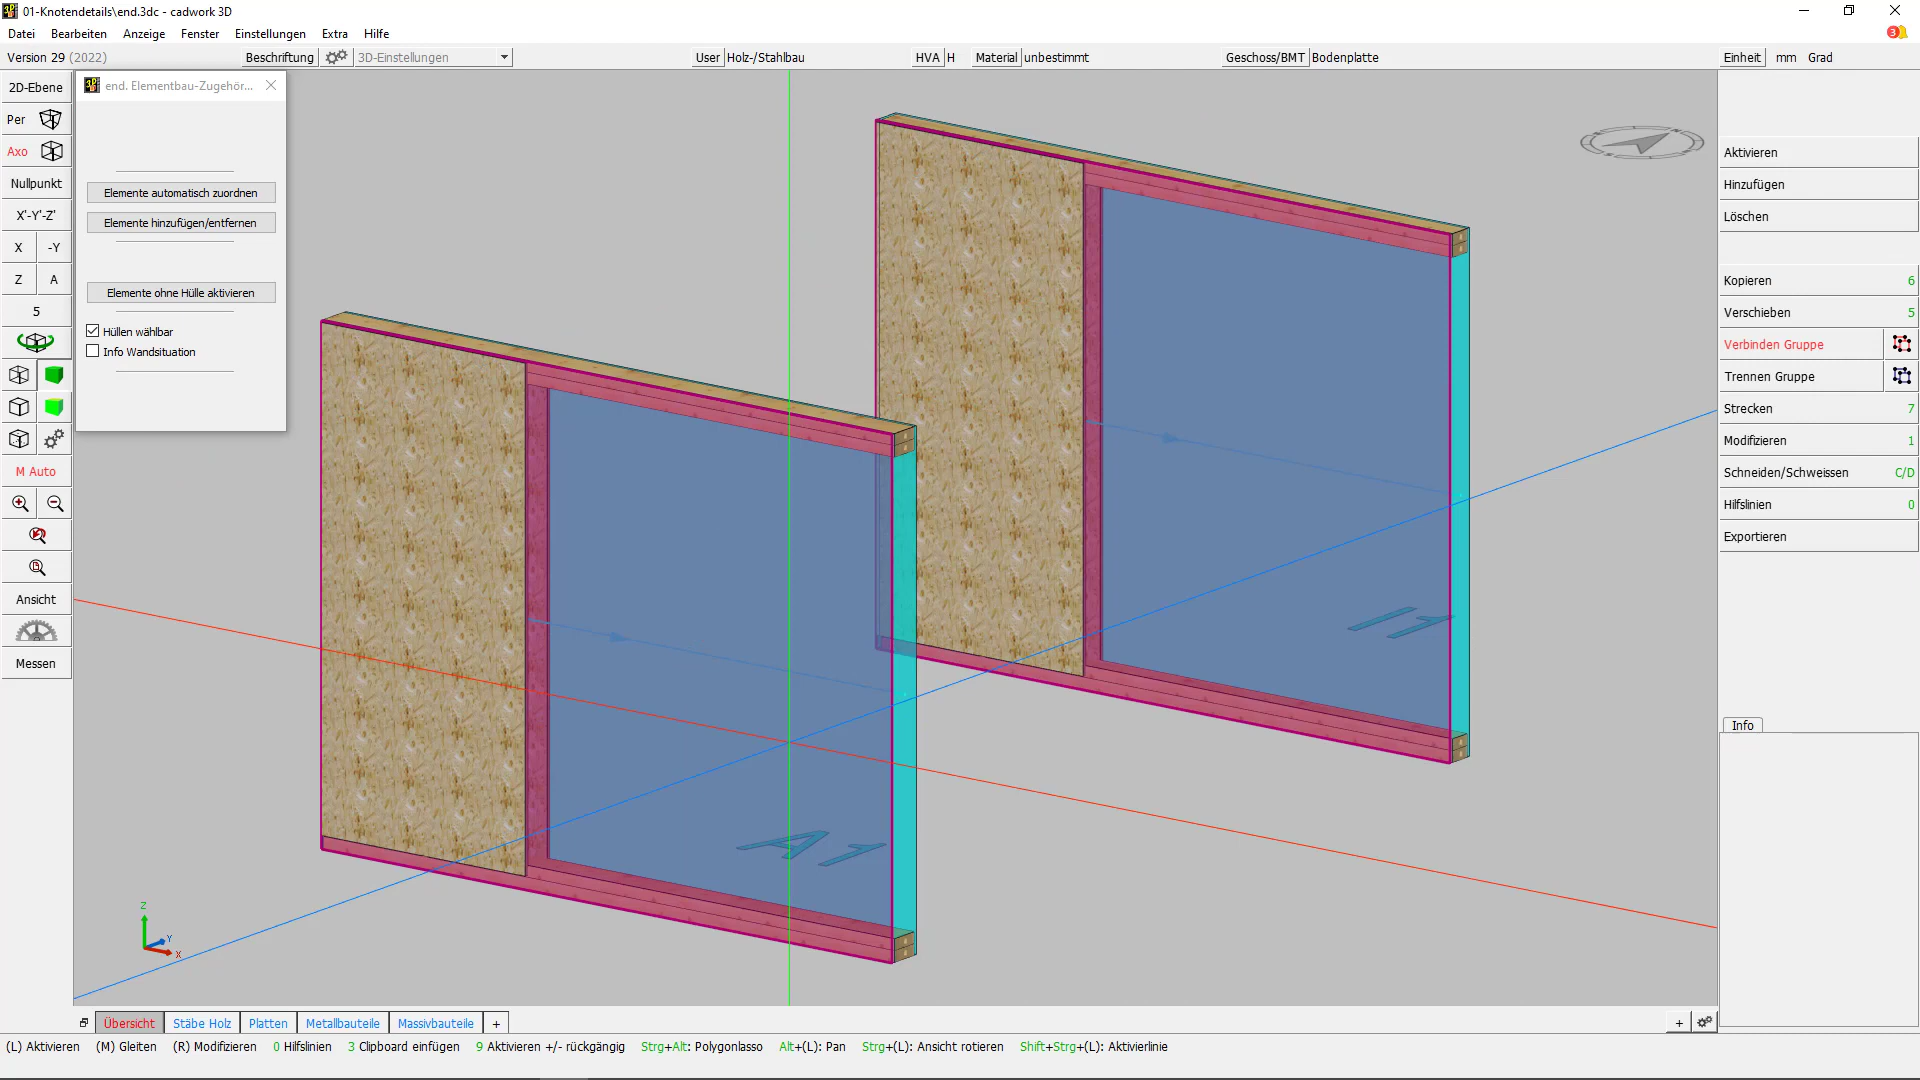 01-Knotendetails\end.3dc - cadwork 3D
Datei Bearbeiten Anzeige Fenster Extra Einstellungen Hilfe
3
Version 29 (2022) Beschriftung 3D-Einstellungen User Holz-/Stahlbau HVA H Material unbestimmt Geschoss/BMT Bodenplatte Einheit mm Grad
2D-Ebene
Per
Axo
Nullpunkt
X'-Y'-Z'
X -Y
Z A
5
M Auto
Ansicht
Messen
end. Elementbau-Zugehör...
Elemente automatisch zuordnen
Elemente hinzufügen/entfernen
Elemente ohne Hülle aktivieren
Hüllen wählbar
Info Wandsituation
A1
Z
Y
X
Aktivieren
Hinzufügen
Löschen
Kopieren 6
Verschieben 5
Verbinden Gruppe
Trennen Gruppe
Strecken 7
Modifizieren 1
Schneiden/Schweissen C/D
Hilfslinien 0
Exportieren
Info
Übersicht Stäbe Holz Platten Metallbauteile Massivbauteile + +
(L) Aktivieren (M) Gleiten (R) Modifizieren 0 Hilfslinien 3 Clipboard einfügen 9 Aktivieren +/- rückgängig Strg+Alt: Polygonlasso Alt+(L): Pan Strg+(L): Ansicht rotieren Shift+Strg+(L): Aktivierlinie